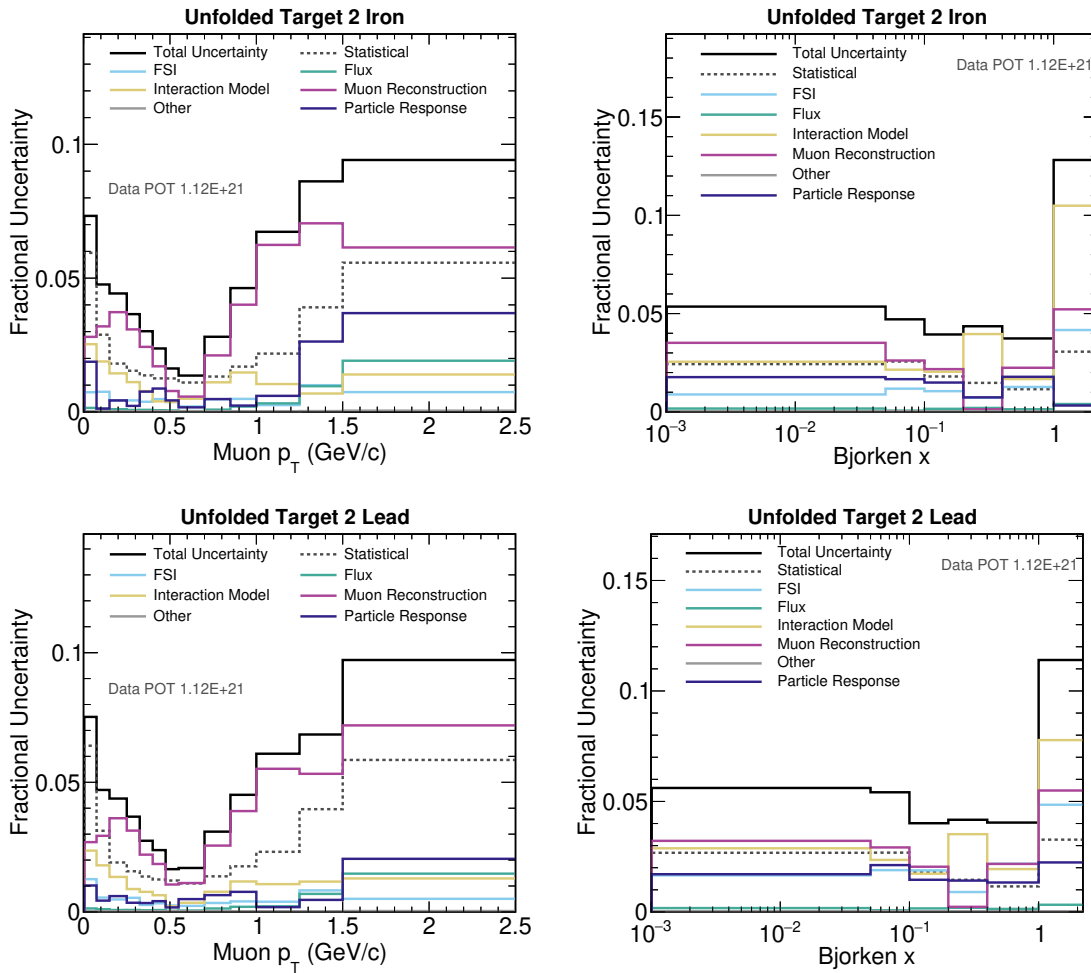 Unfolded Target 2 Iron
Total Uncertainty
Statistical
FSI
Flux
Interaction Model
Muon Reconstruction
Other
Particle Response
Data POT 1.12E+21
Fractional Uncertainty
0.1
0.05
0
0 0.5 1 1.5 2 2.5
Muon p_T (GeV/c)
Unfolded Target 2 Iron
Total Uncertainty
Data POT 1.12E+21
Statistical
FSI
Flux
Interaction Model
Muon Reconstruction
Other
Particle Response
Fractional Uncertainty
0.15
0.1
0.05
0
10⁻³ 10⁻² 10⁻¹ 1
Bjorken x
Unfolded Target 2 Lead
Total Uncertainty
Statistical
FSI
Flux
Interaction Model
Muon Reconstruction
Other
Particle Response
Data POT 1.12E+21
Fractional Uncertainty
0.1
0.05
0
0 0.5 1 1.5 2 2.5
Muon p_T (GeV/c)
Unfolded Target 2 Lead
Total Uncertainty
Data POT 1.12E+21
Statistical
FSI
Flux
Interaction Model
Muon Reconstruction
Other
Particle Response
Fractional Uncertainty
0.15
0.1
0.05
0
10⁻³ 10⁻² 10⁻¹ 1
Bjorken x